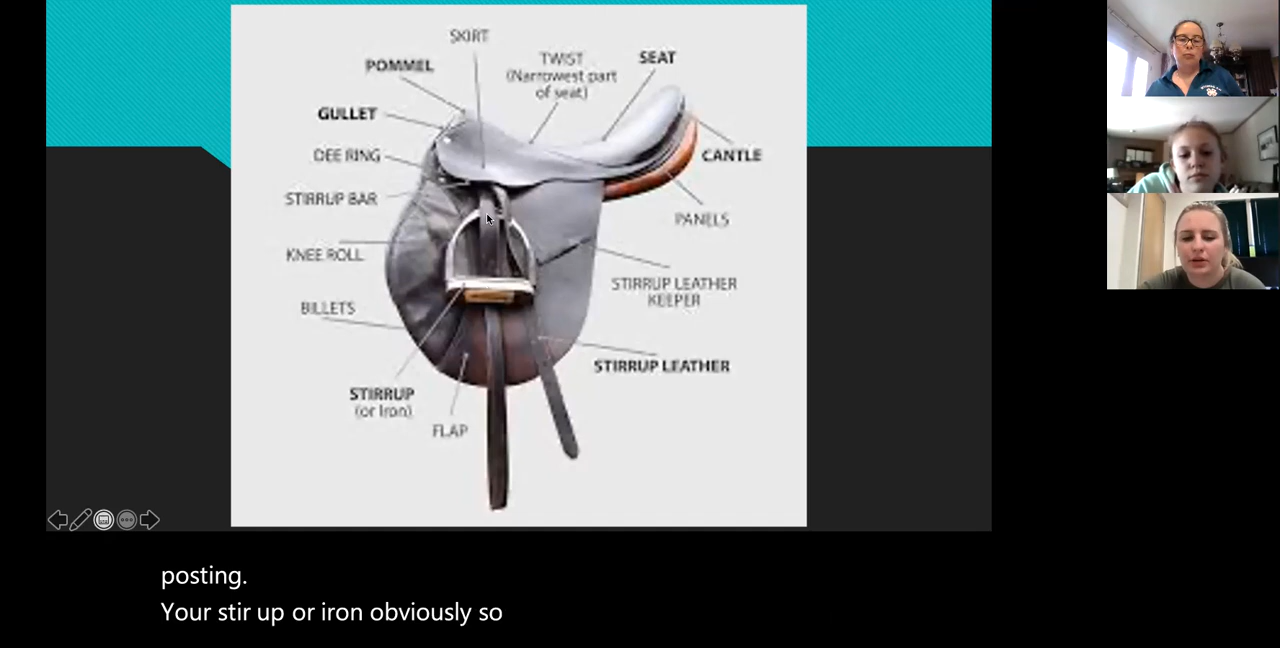 SKIRT
POMMEL
TWIST
(Narrowest part
of seat)
SEAT
GULLET
DEE RING
CANTLE
STIRRUP BAR
PANELS
KNEE ROLL
STIRRUP LEATHER
KEEPER
BILLETS
STIRRUP LEATHER
STIRRUP
(or Iron)
FLAP
posting.
Your stir up or iron obviously so